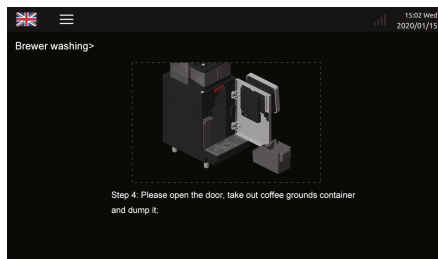 15:02 Wed
2020/01/15
Brewer washing>
Step 4: Please open the door, take out coffee grounds container
and dump it;